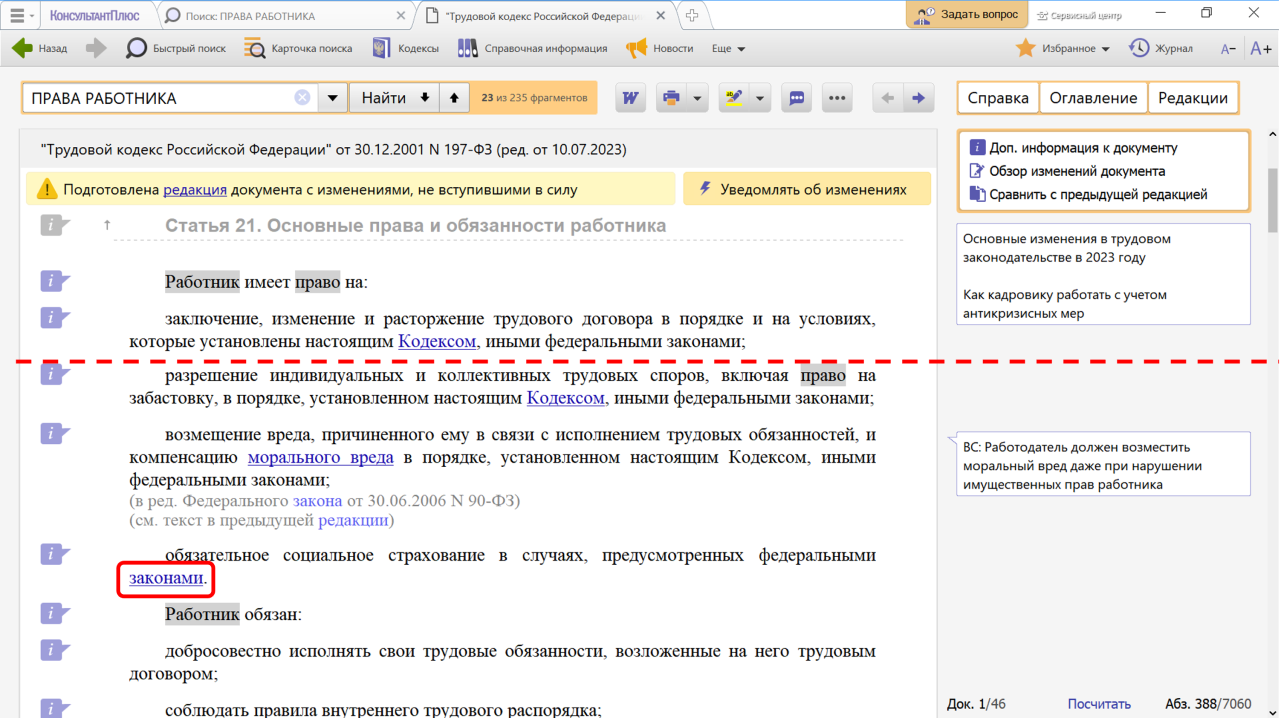 КонсультантПлюс
Поиск: ПРАВА РАБОТНИКА
"Трудовой кодекс Российской Федерации
Задать вопрос
Сервисный центр
Назад
Быстрый поиск
Карточка поиска
Кодексы
Справочная информация
Новости
Еще
Избранное
Журнал
А−
А+
ПРАВА РАБОТНИКА
Найти
23 из 235 фрагментов
W
ab
Справка
Оглавление
Редакции
"Трудовой кодекс Российской Федерации" от 30.12.2001 N 197-ФЗ (ред. от 10.07.2023)
Подготовлена редакция документа с изменениями, не вступившими в силу
Уведомлять об изменениях
Статья 21. Основные права и обязанности работника
Работник имеет право на:
заключение, изменение и расторжение трудового договора в порядке и на условиях,
которые установлены настоящим Кодексом, иными федеральными законами;
разрешение индивидуальных и коллективных трудовых споров, включая право на
забастовку, в порядке, установленном настоящим Кодексом, иными федеральными законами;
возмещение вреда, причиненного ему в связи с исполнением трудовых обязанностей, и
компенсацию морального вреда в порядке, установленном настоящим Кодексом, иными
федеральными законами;
(в ред. Федерального закона от 30.06.2006 N 90-ФЗ)
(см. текст в предыдущей редакции)
обязательное социальное страхование в случаях, предусмотренных федеральными
законами.
Работник обязан:
добросовестно исполнять свои трудовые обязанности, возложенные на него трудовым
договором;
соблюдать правила внутреннего трудового распорядка;
Доп. информация к документу
Обзор изменений документа
Сравнить с предыдущей редакцией
Основные изменения в трудовом
законодательстве в 2023 году
Как кадровику работать с учетом
антикризисных мер
ВС: Работодатель должен возместить
моральный вред даже при нарушении
имущественных прав работника
Док. 1/46
Посчитать
Абз. 388/7060